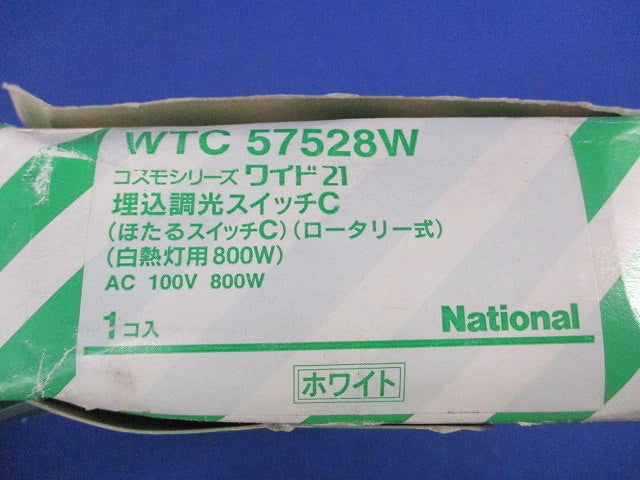 WTC 57528W
コスモシリーズ ワイド21
埋込調光スイッチC
(ほたるスイッチC)(ロータリー式)
(白熱灯用800W)
AC 100V 800W
1コ入
National
ホワイト